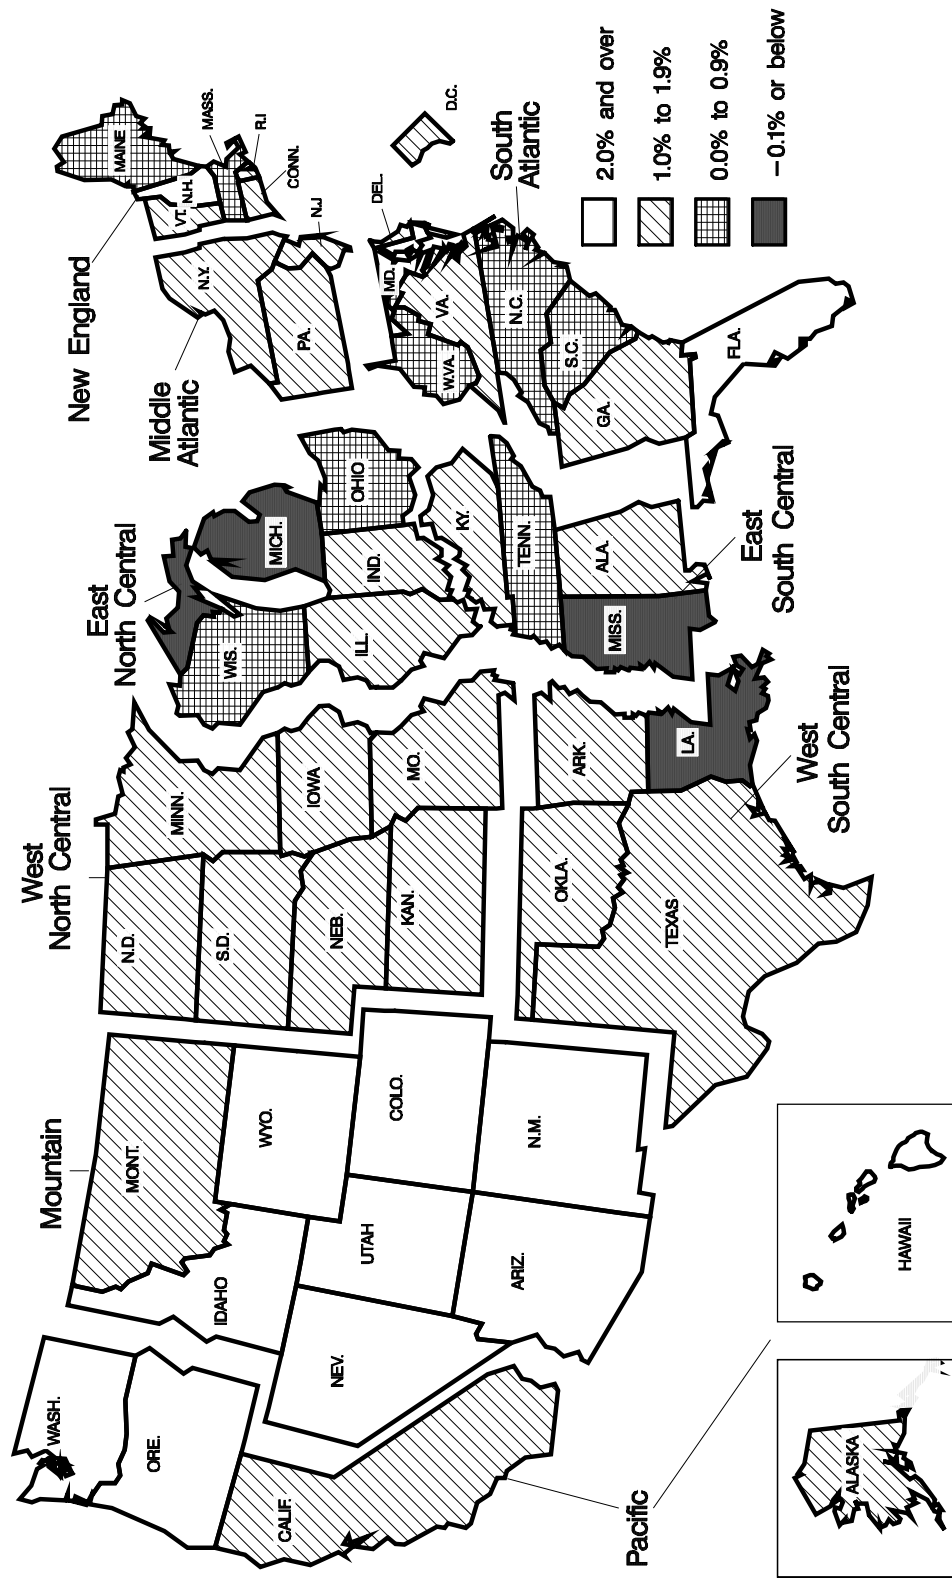 WASH.
ORE.
CALIF.
NEV.
IDAHO
MONT.
WYO.
UTAH
COLO.
ARIZ.
N.M.
N.D.
S.D.
NEB.
KAN.
MINN.
IOWA
MO.
OKLA.
ARK.
TEXAS
LA.
WIS.
MICH.
ILL.
IND.
OHIO
KY.
TENN.
MISS.
ALA.
N.Y.
PA.
N.J
MAINE
VT.
N.H.
MASS.
R.I
CONN.
DEL.
MD.
D.C.
VA.
W.VA.
N.C.
S.C.
GA.
FLA.
ALASKA
HAWAII
Pacific
Mountain
West
North Central
East
North Central
Middle
Atlantic
New England
South
Atlantic
East
South Central
West
South Central
2.0% and over
1.0% to 1.9%
0.0% to 0.9%
−0.1% or below